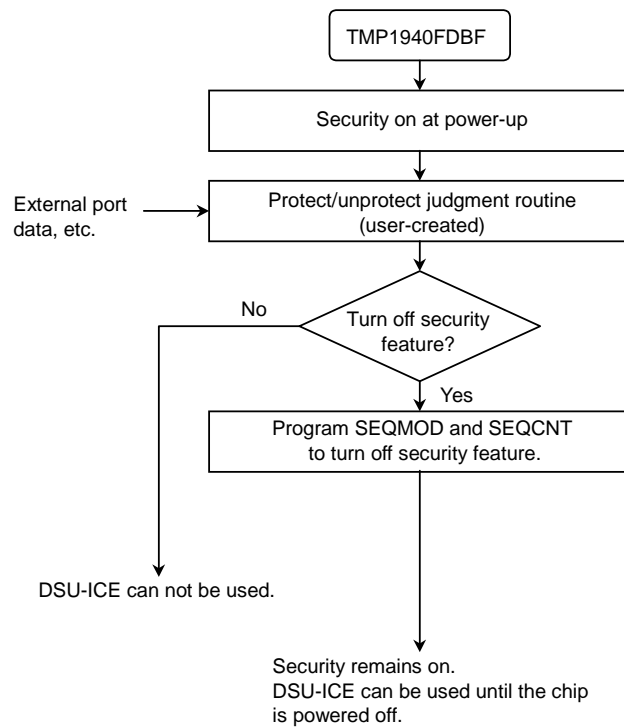 TMP1940FDBF
Security on at power-up
External port
data, etc.
Protect/unprotect judgment routine
(user-created)
No
Turn off security
feature?
Yes
Program SEQMOD and SEQCNT
to turn off security feature.
DSU-ICE can not be used.
Security remains on.
DSU-ICE can be used until the chip
is powered off.